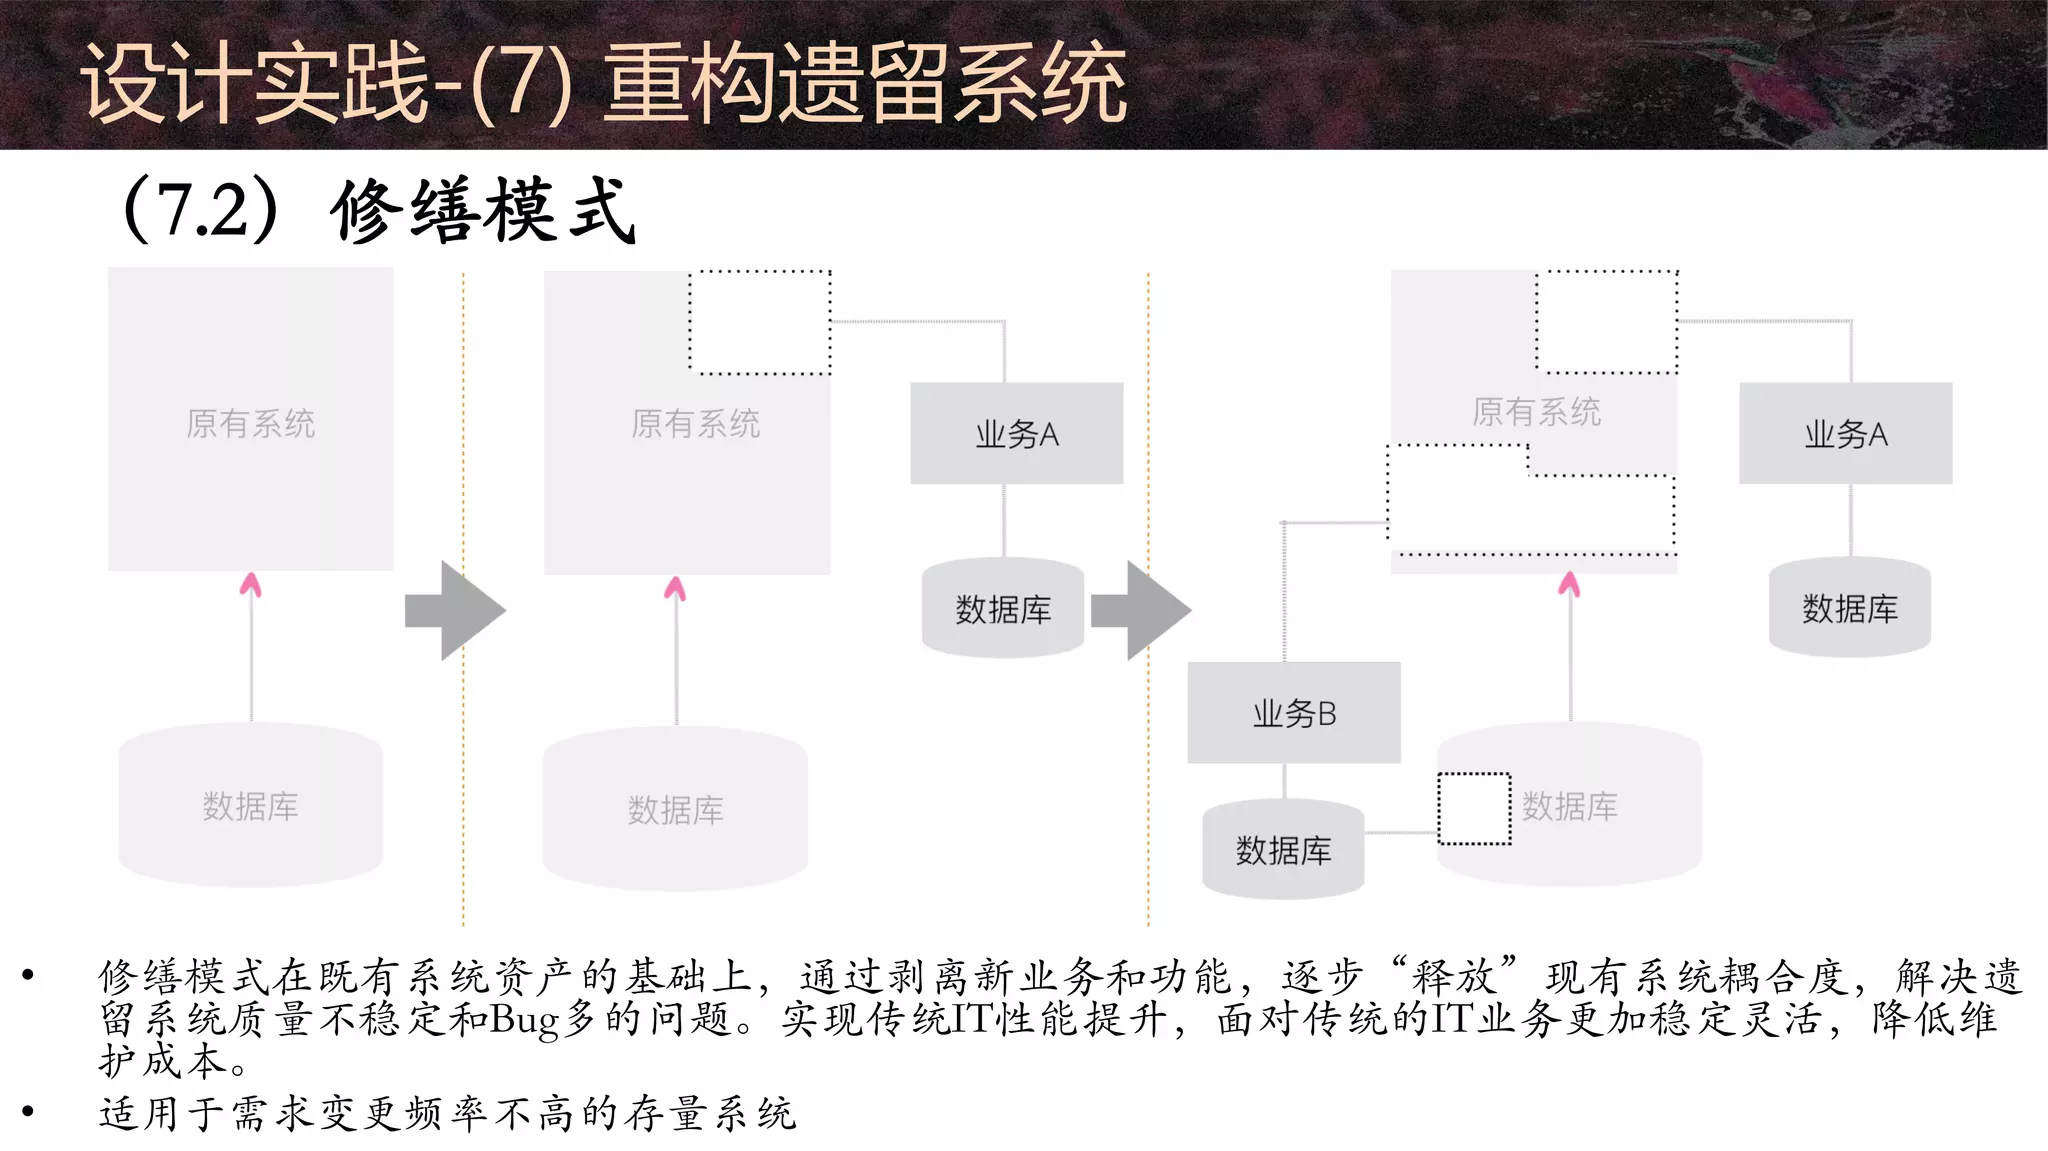 设计实践-(7) 重构遗留系统
（7.2）修缮模式
原有系统
数据库
原有系统
业务A
数据库
数据库
原有系统
业务A
数据库
业务B
数据库
数据库
• 修缮模式在既有系统资产的基础上，通过剥离新业务和功能，逐步“释放”现有系统耦合度，解决遗
留系统质量不稳定和Bug多的问题。实现传统IT性能提升，面对传统的IT业务更加稳定灵活，降低维
护成本。
• 适用于需求变更频率不高的存量系统